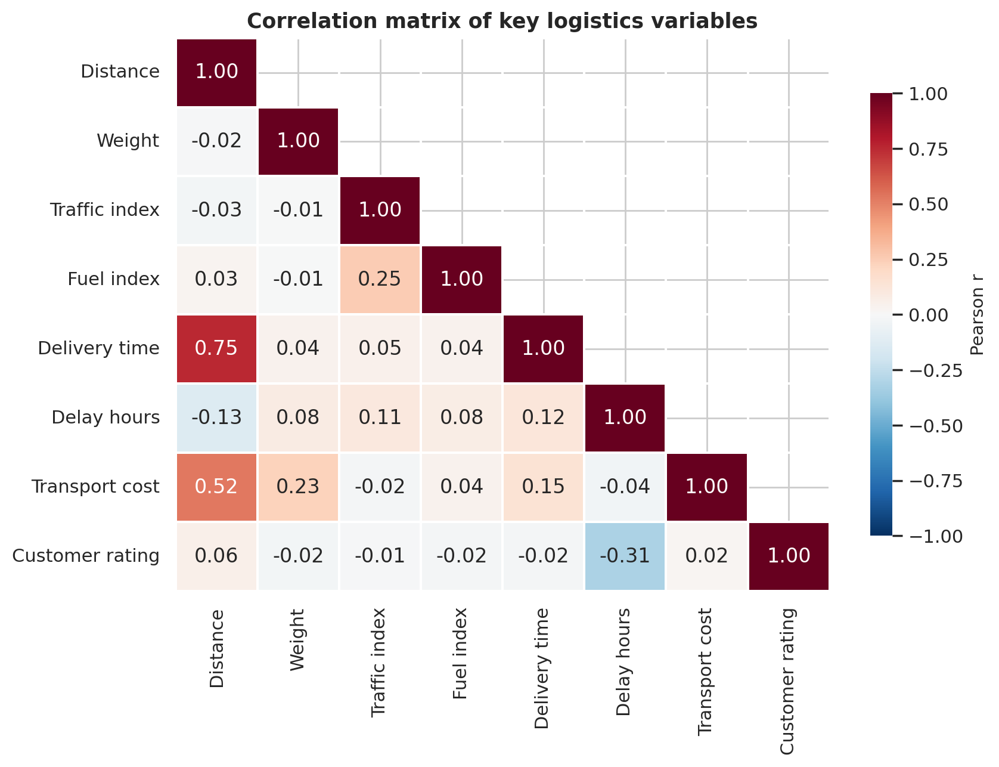 Correlation matrix of key logistics variables
Distance 1.00
Weight -0.02 1.00
Traffic index -0.03 -0.01 1.00
Fuel index 0.03 -0.01 0.25 1.00
Delivery time 0.75 0.04 0.05 0.04 1.00
Delay hours -0.13 0.08 0.11 0.08 0.12 1.00
Transport cost 0.52 0.23 -0.02 0.04 0.15 -0.04 1.00
Customer rating 0.06 -0.02 -0.01 -0.02 -0.02 -0.31 0.02 1.00
Distance
Weight
Traffic index
Fuel index
Delivery time
Delay hours
Transport cost
Customer rating
1.00
0.75
0.50
0.25
0.00
−0.25
−0.50
−0.75
−1.00
Pearson r